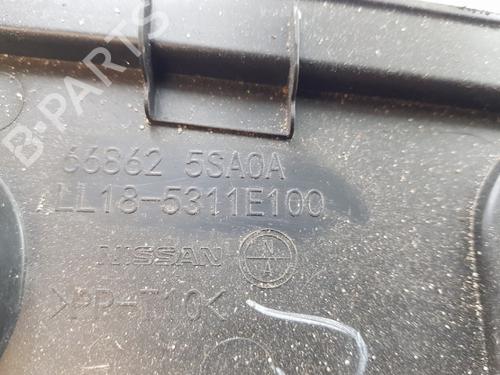 B-PARTS
66862 5SA0A
LL18-5311E100
NISSAN
>PP-T10<